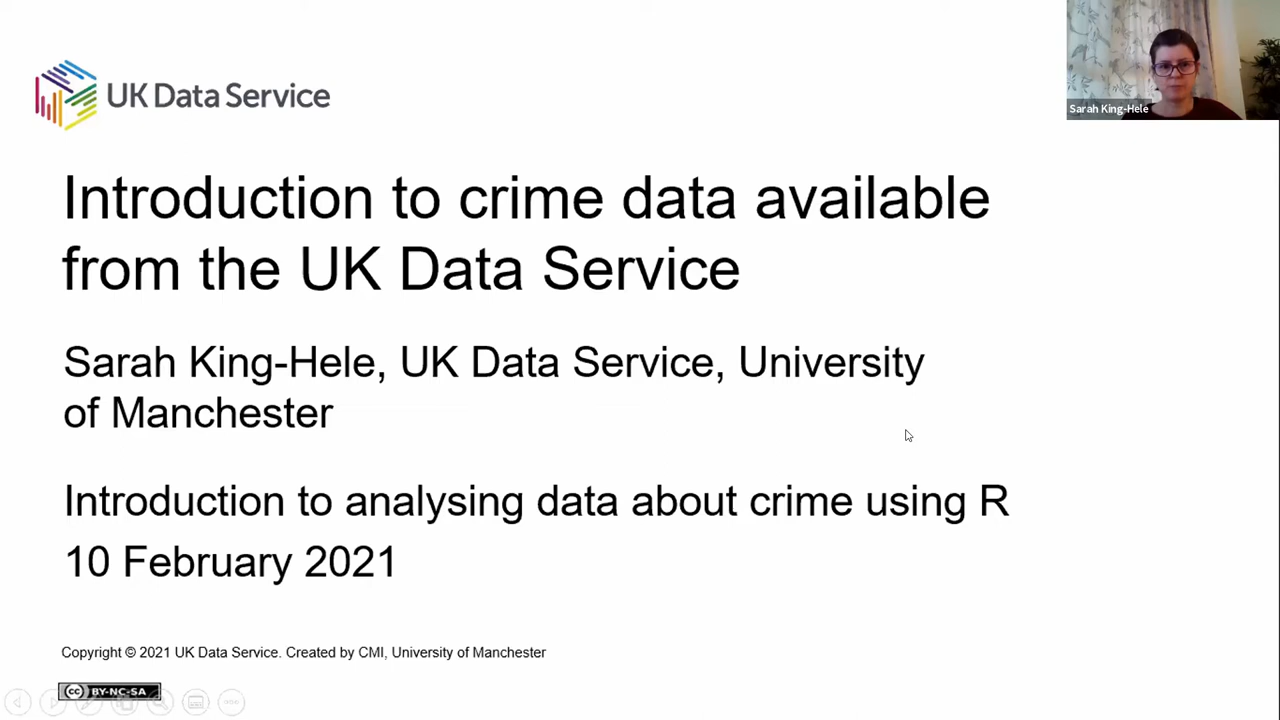 UK Data Service
Sarah King-Hele
Introduction to crime data available
from the UK Data Service
Sarah King-Hele, UK Data Service, University
of Manchester
Introduction to analysing data about crime using R
10 February 2021
Copyright © 2021 UK Data Service. Created by CMI, University of Manchester
cc BY-NC-SA